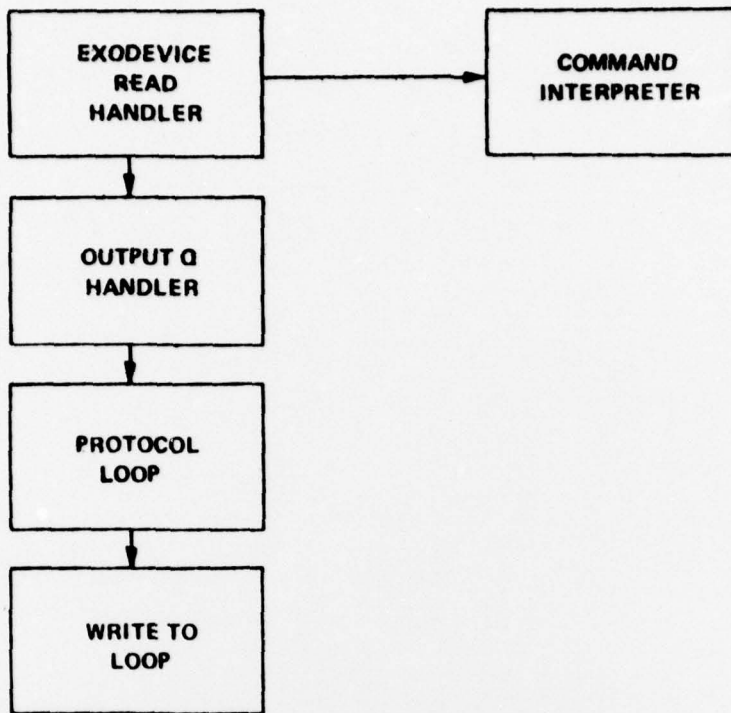 EXODEVICE
READ
HANDLER
COMMAND
INTERPRETER
OUTPUT Q
HANDLER
PROTOCOL
LOOP
WRITE TO
LOOP